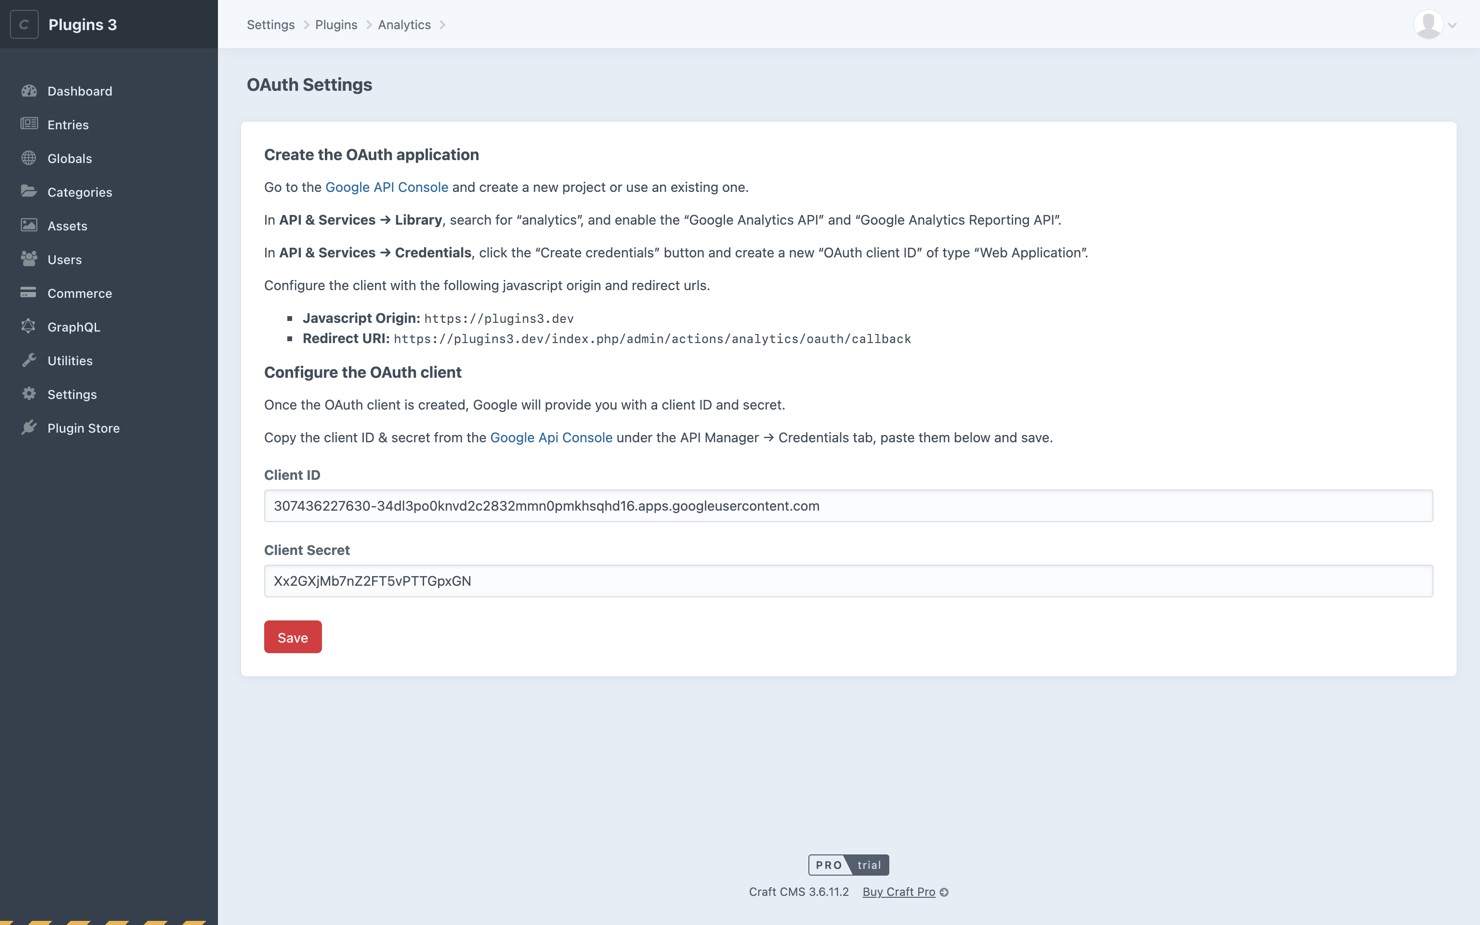 C Plugins 3
Settings Plugins Analytics
Dashboard
Entries
Globals
Categories
Assets
Users
Commerce
GraphQL
Utilities
Settings
Plugin Store
OAuth Settings
Create the OAuth application
Go to the Google API Console and create a new project or use an existing one.
In API & Services → Library, search for “analytics”, and enable the “Google Analytics API” and “Google Analytics Reporting API”.
In API & Services → Credentials, click the “Create credentials” button and create a new “OAuth client ID” of type “Web Application”.
Configure the client with the following javascript origin and redirect urls.
Javascript Origin: https://plugins3.dev
Redirect URI: https://plugins3.dev/index.php/admin/actions/analytics/oauth/callback
Configure the OAuth client
Once the OAuth client is created, Google will provide you with a client ID and secret.
Copy the client ID & secret from the Google Api Console under the API Manager → Credentials tab, paste them below and save.
Client ID
307436227630-34dl3po0knvd2c2832mmn0pmkhsqhd16.apps.googleusercontent.com
Client Secret
Xx2GXjMb7nZ2FT5vPTTGpxGN
Save
PRO trial
Craft CMS 3.6.11.2 Buy Craft Pro